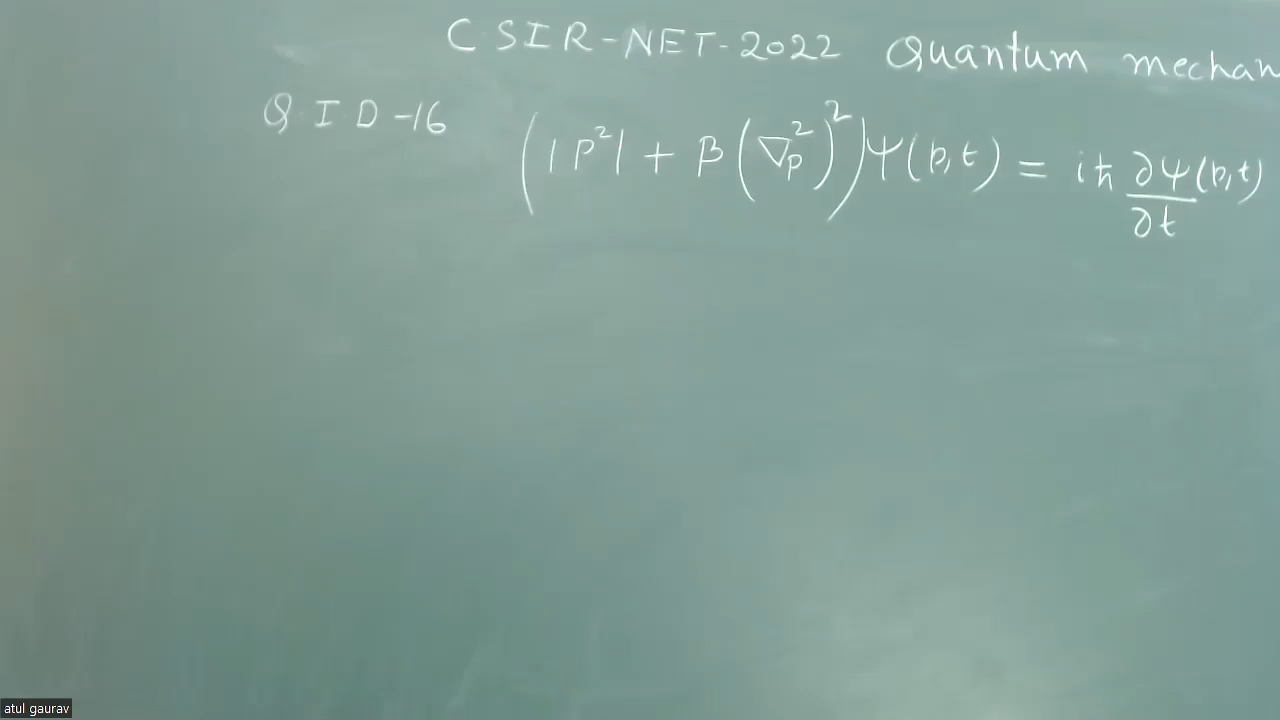 CSIR-NET-2022 Quantum mechan
Q.ID-16 (|P²| + β(∇p²)²)Ψ(p,t) = iħ ∂Ψ(p,t)/∂t
atul gaurav